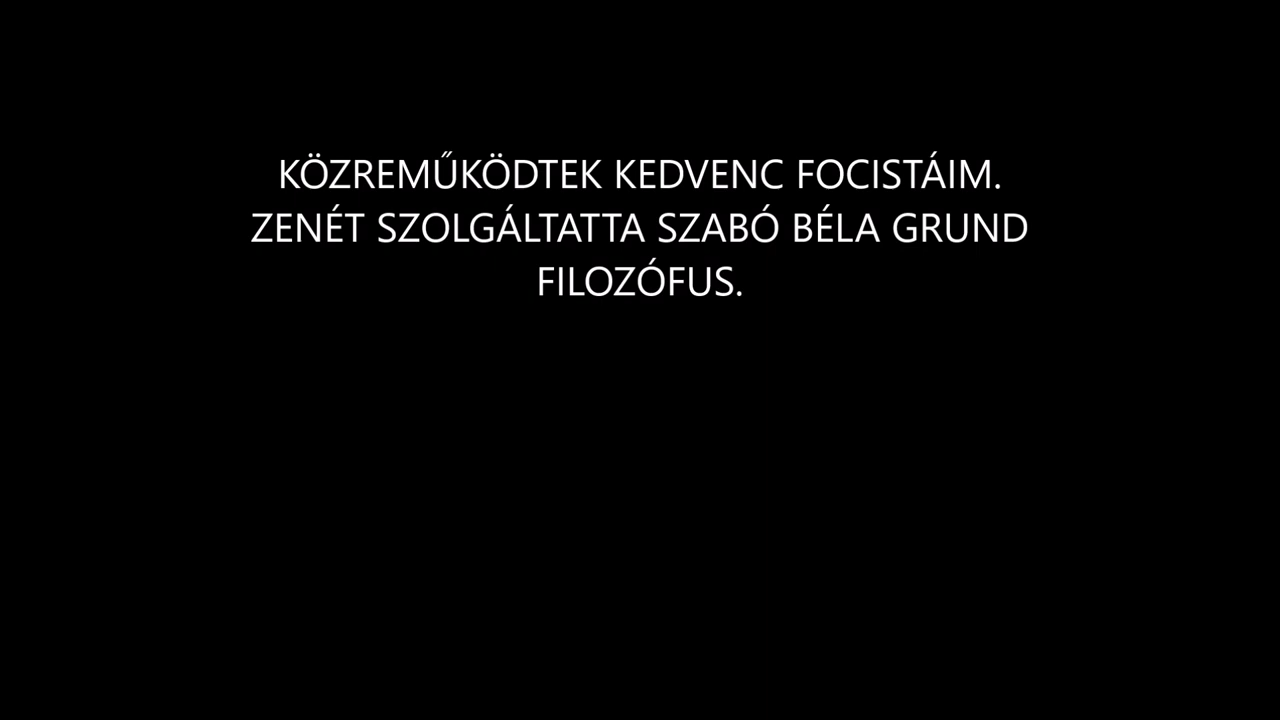 KÖZREMŰKÖDTEK KEDVENC FOCISTÁIM.
ZENÉT SZOLGÁLTATTA SZABÓ BÉLA GRUND
FILOZÓFUS.